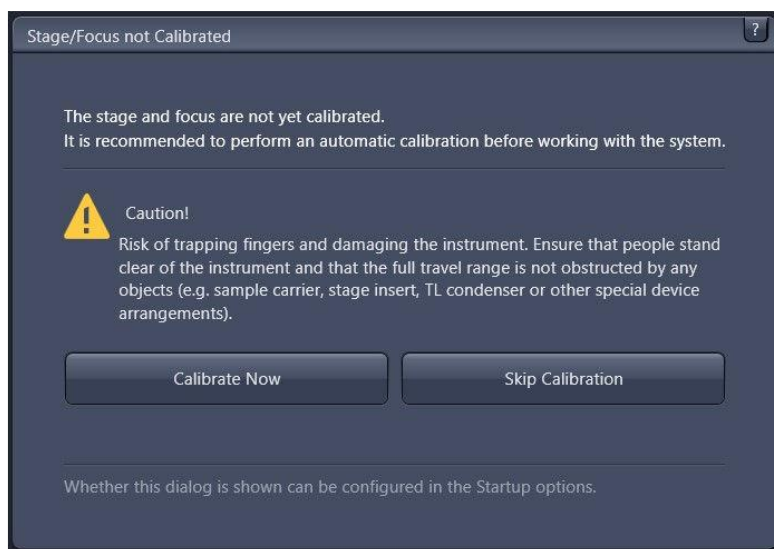 Stage/Focus not Calibrated
?
The stage and focus are not yet calibrated.
It is recommended to perform an automatic calibration before working with the system.
Caution!
Risk of trapping fingers and damaging the instrument. Ensure that people stand
clear of the instrument and that the full travel range is not obstructed by any
objects (e.g. sample carrier, stage insert, TL condenser or other special device
arrangements).
Calibrate Now
Skip Calibration
Whether this dialog is shown can be configured in the Startup options.